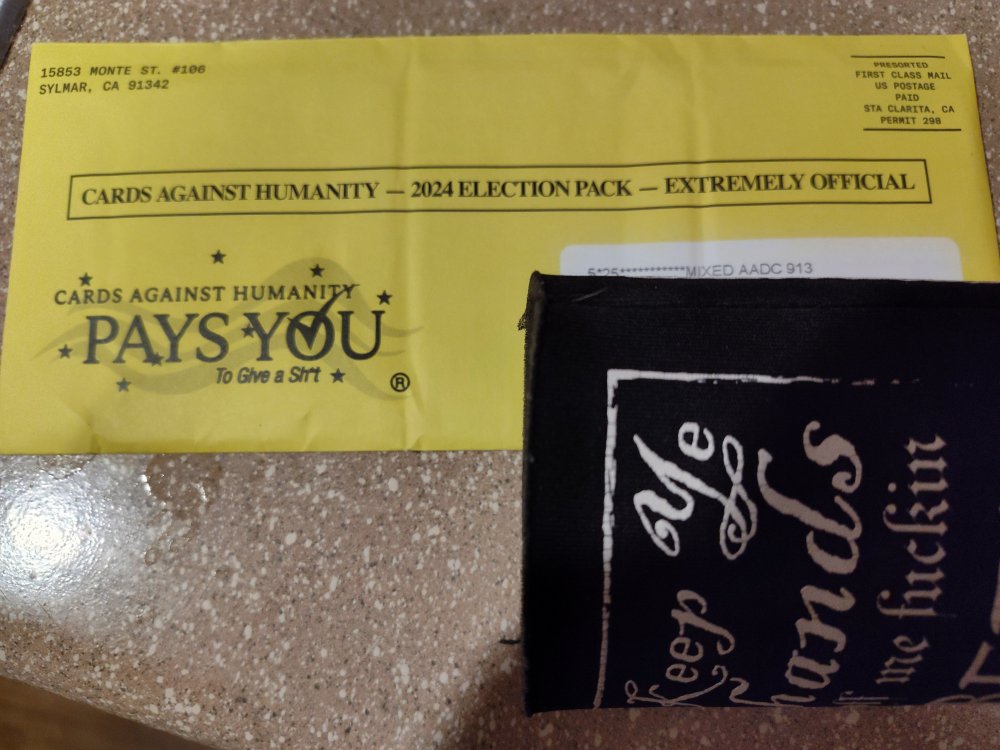 15853 MONTE ST. #106
SYLMAR, CA 91342
PRESORTED
FIRST CLASS MAIL
US POSTAGE
PAID
STA CLARITA, CA
PERMIT 298
CARDS AGAINST HUMANITY — 2024 ELECTION PACK — EXTREMELY OFFICIAL
CARDS AGAINST HUMANITY
PAYS YOU
To Give a Sh*t ®
5*25***********MIXED AADC 913
Keep Ye
hands
me fuckin